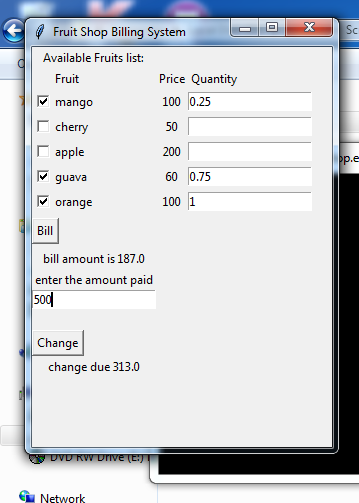 Fruit Shop Billing System
Available Fruits list:
Fruit Price Quantity
mango 100 0.25
cherry 50
apple 200
guava 60 0.75
orange 100 1
Bill
bill amount is 187.0
enter the amount paid
500
Change
change due 313.0
DVD RW Drive (E:)
Network
op.e
Sc